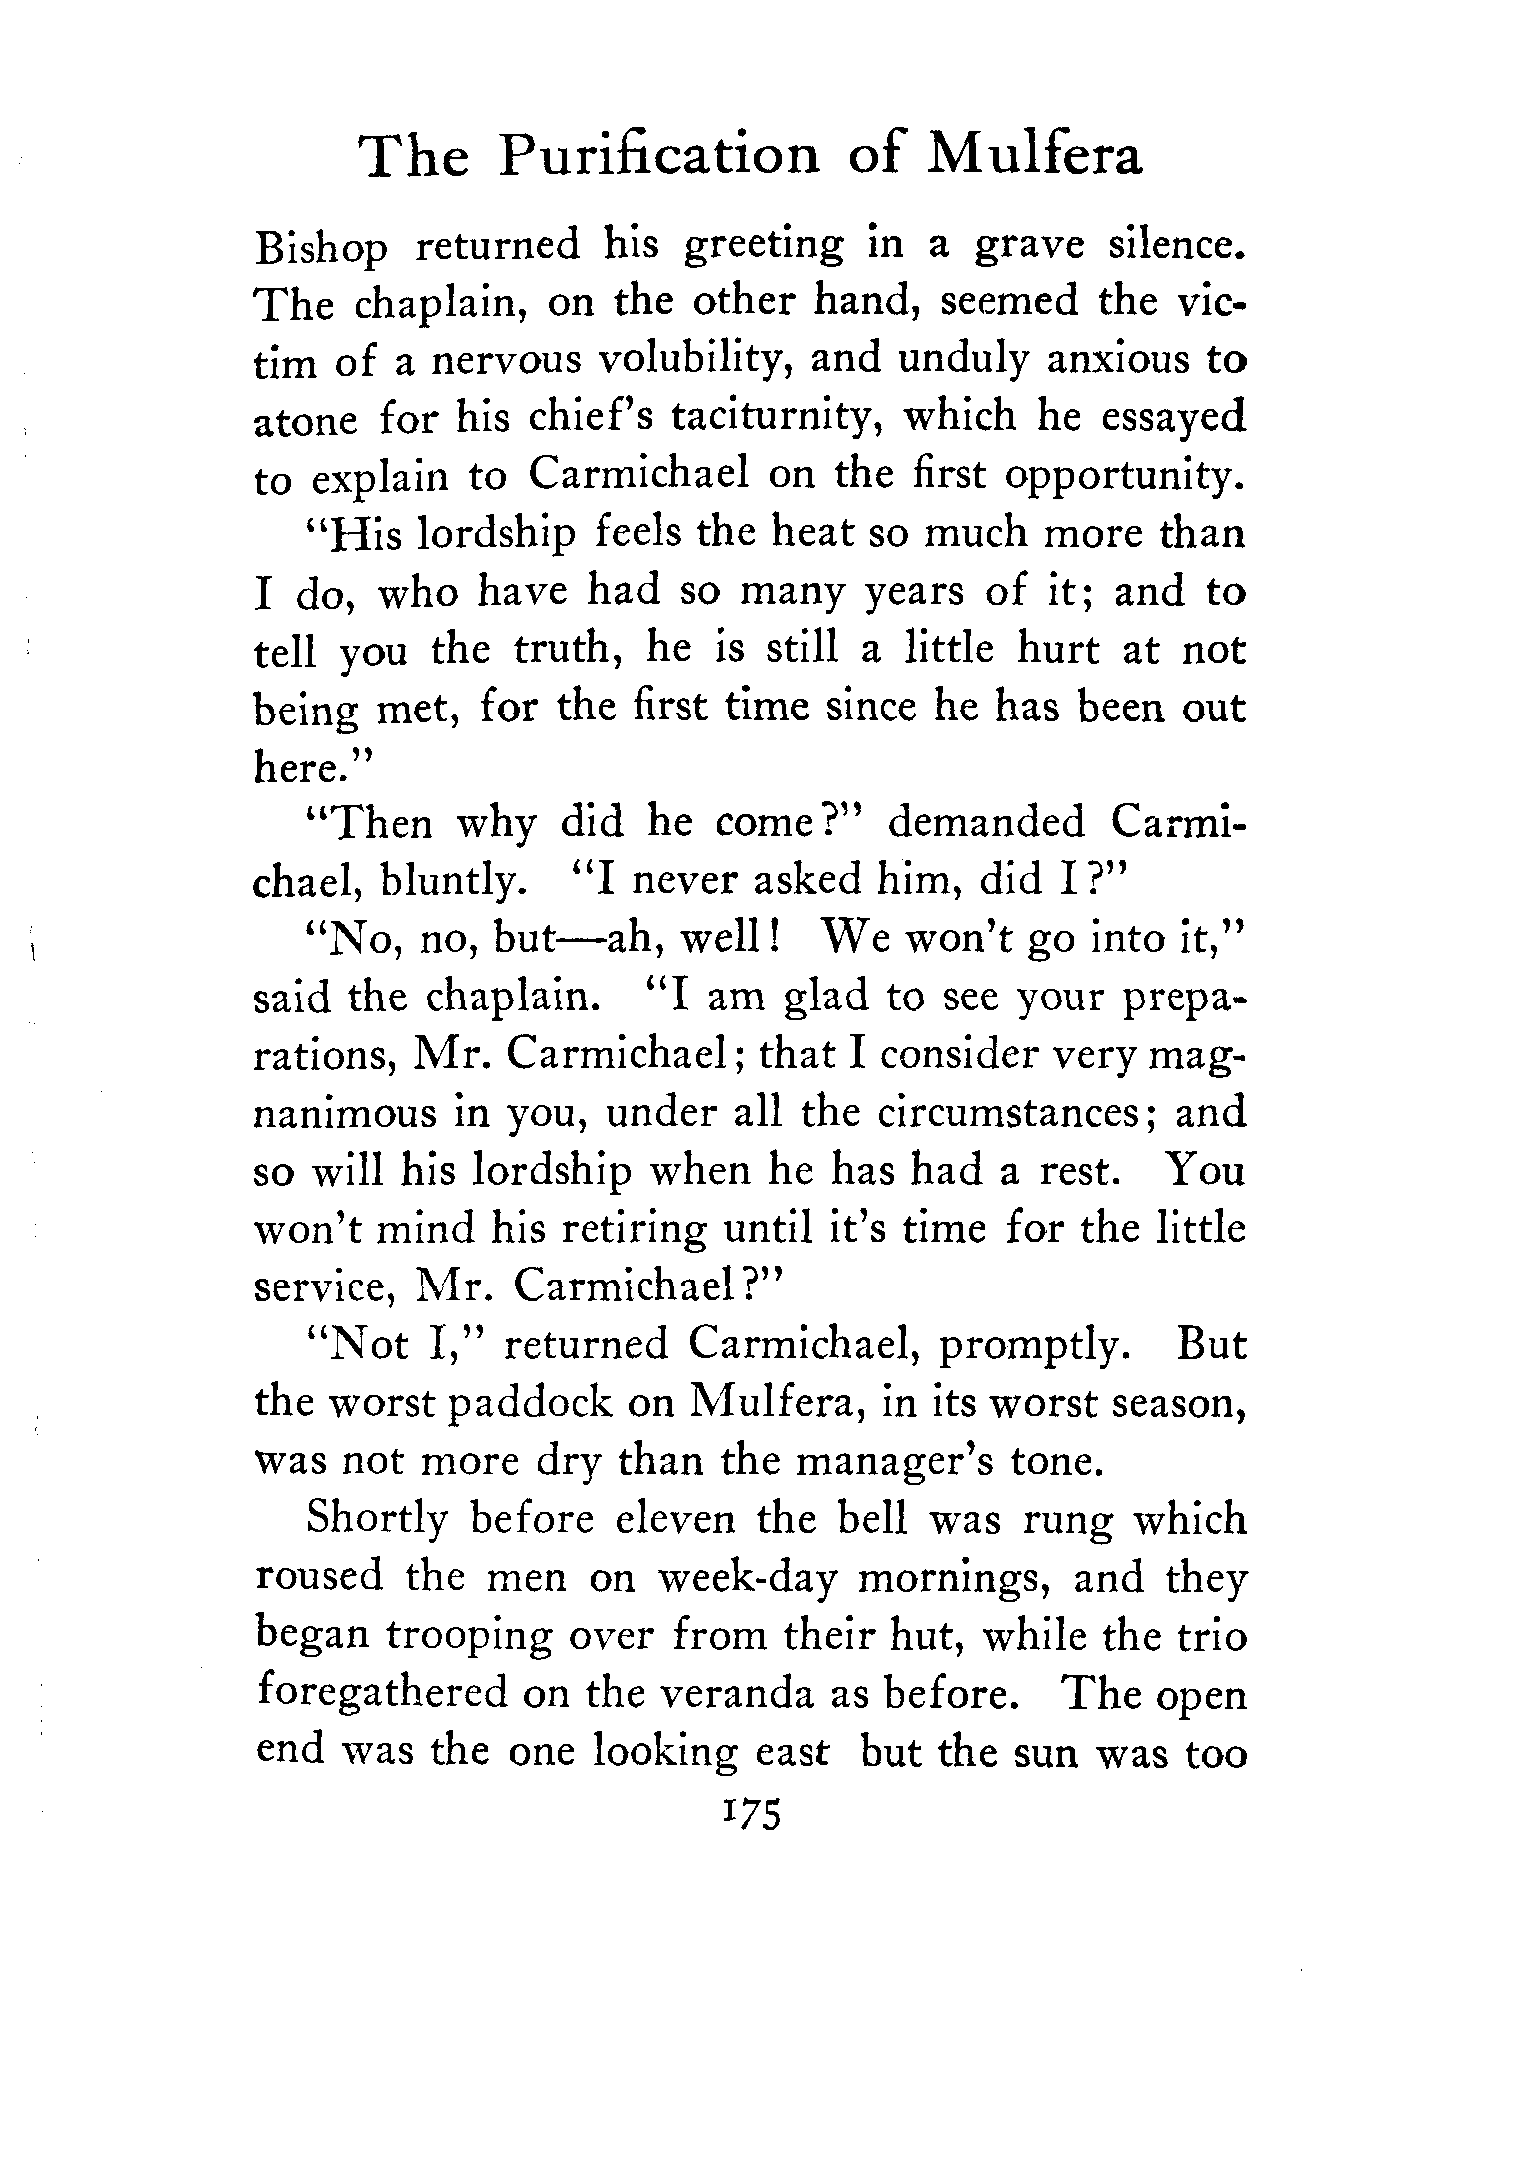 The Purification of Mulfera
Bishop returned his greeting in a grave silence.
The chaplain, on the other hand, seemed the vic-
tim of a nervous volubility, and unduly anxious to
atone for his chief's taciturnity, which he essayed
to explain to Carmichael on the first opportunity.
"His lordship feels the heat so much more than
I do, who have had so many years of it; and to
tell you the truth, he is still a little hurt at not
being met, for the first time since he has been out
here."
"Then why did he come?" demanded Carmi-
chael, bluntly. "I never asked him, did I?"
"No, no, but—ah, well! We won't go into it,"
said the chaplain. "I am glad to see your prepa-
rations, Mr. Carmichael; that I consider very mag-
nanimous in you, under all the circumstances; and
so will his lordship when he has had a rest. You
won't mind his retiring until it's time for the little
service, Mr. Carmichael?"
"Not I," returned Carmichael, promptly. But
the worst paddock on Mulfera, in its worst season,
was not more dry than the manager's tone.
Shortly before eleven the bell was rung which
roused the men on week-day mornings, and they
began trooping over from their hut, while the trio
foregathered on the veranda as before. The open
end was the one looking east but the sun was too
175